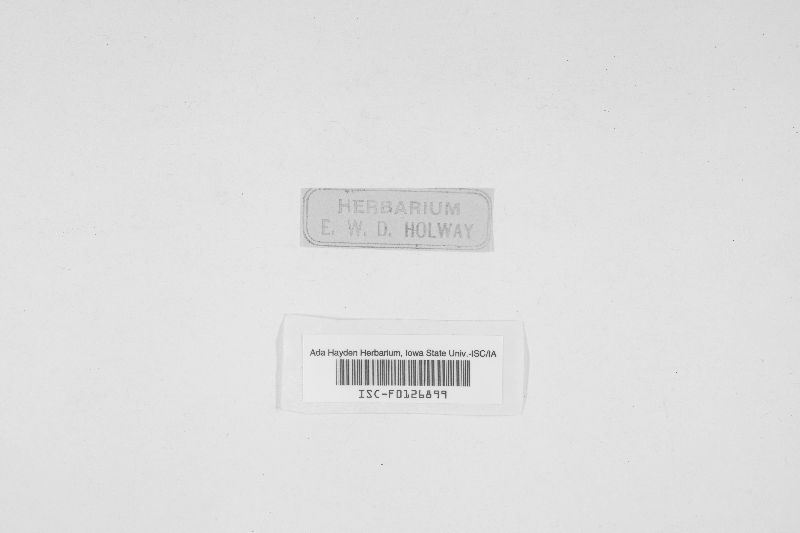 HERBARIUM
E. W. D. HOLWAY
Ada Hayden Herbarium, Iowa State Univ.-ISC/IA
ISC-F0126899